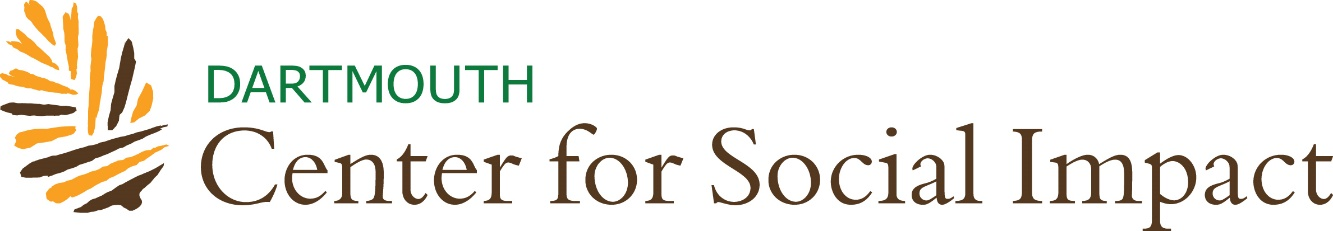 DARTMOUTH
Center for Social Impact